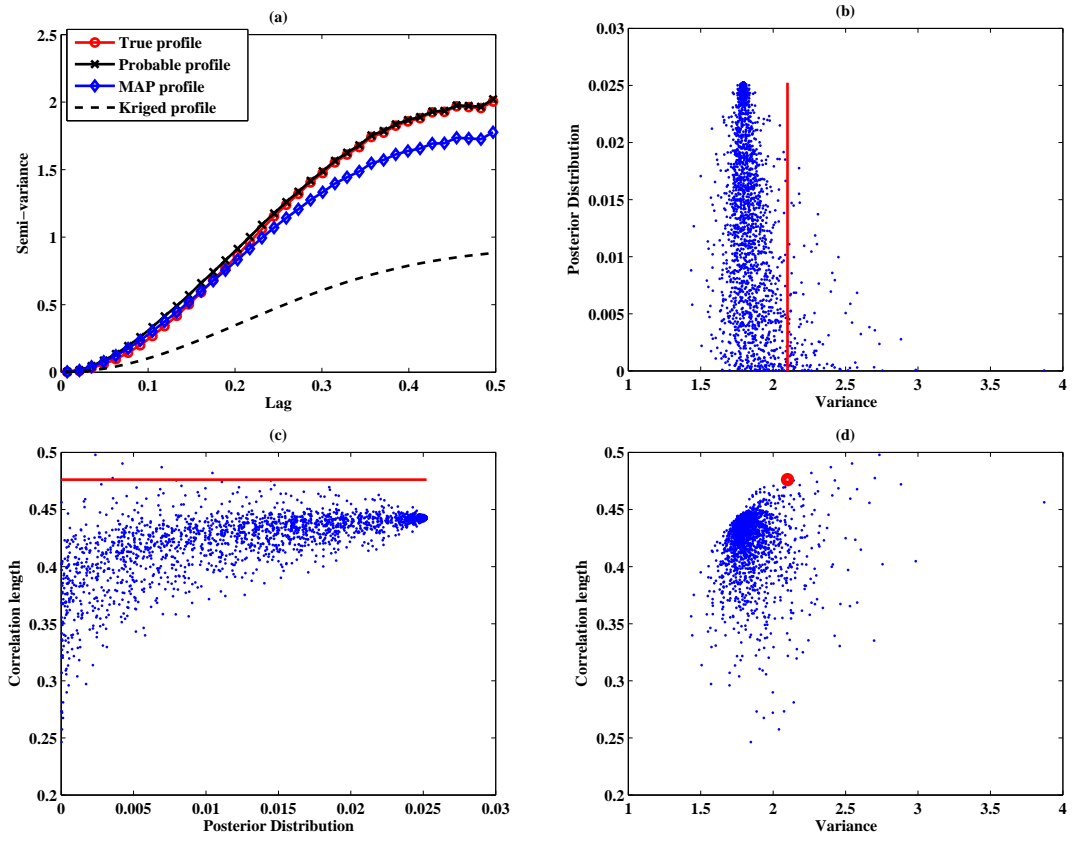 (a)
2.5
2
1.5
1
0.5
0
Semi−variance
True profile
Probable profile
MAP profile
Kriged profile
0 0.1 0.2 0.3 0.4 0.5
Lag
(b)
0.03
0.025
0.02
0.015
0.01
0.005
0
Posterior Distribution
1 1.5 2 2.5 3 3.5 4
Variance
(c)
0.5
0.45
0.4
0.35
0.3
0.25
0.2
Correlation length
0 0.005 0.01 0.015 0.02 0.025 0.03
Posterior Distribution
(d)
0.5
0.45
0.4
0.35
0.3
0.25
0.2
Correlation length
1 1.5 2 2.5 3 3.5 4
Variance